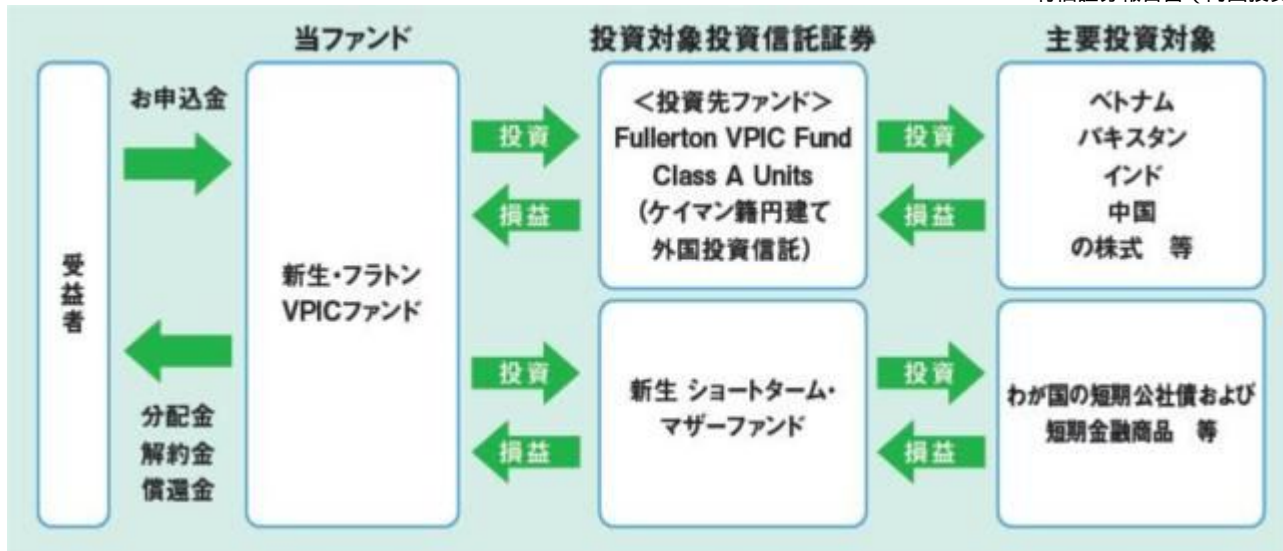 当ファンド
投資対象投資信託証券
主要投資対象
受益者
お申込金
分配金
解約金
償還金
新生・フラトン
VPICファンド
投資
損益
<投資先ファンド>
Fullerton VPIC Fund
Class A Units
(ケイマン籍円建て
外国投資信託)
投資
損益
ベトナム
パキスタン
インド
中国
の株式 等
投資
損益
新生 ショートターム・
マザーファンド
投資
損益
わが国の短期公社債および
短期金融商品 等